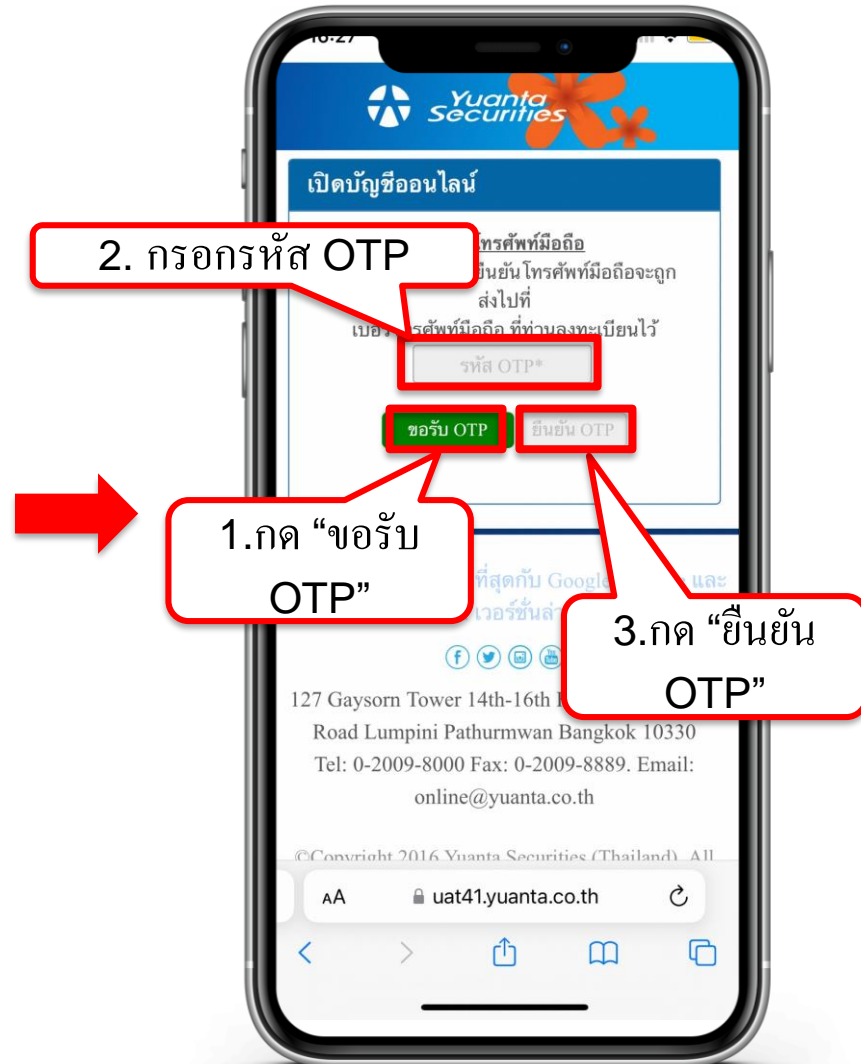 16:27
Yuanta
Securities
เปิดบัญชีออนไลน์
2. กรอกรหัส OTP
โทรศัพท์มือถือ
ยืนยันโทรศัพท์มือถือจะถูก
ส่งไปที่
ที่ท่านลงทะเบียนไว้
รหัส OTP*
ขอรับ OTP
ยืนยัน OTP
1.กด “ขอรับ
OTP”
ที่สุดกับ Google และ
3.กด “ยืนยัน
OTP”
127 Gaysorn Tower 14th-16th
Road Lumpini Pathurmwan Bangkok 10330
Tel: 0-2009-8000 Fax: 0-2009-8889. Email:
online@yuanta.co.th
©Copyright 2016 Yuanta Securities (Thailand). All
AA
uat41.yuanta.co.th